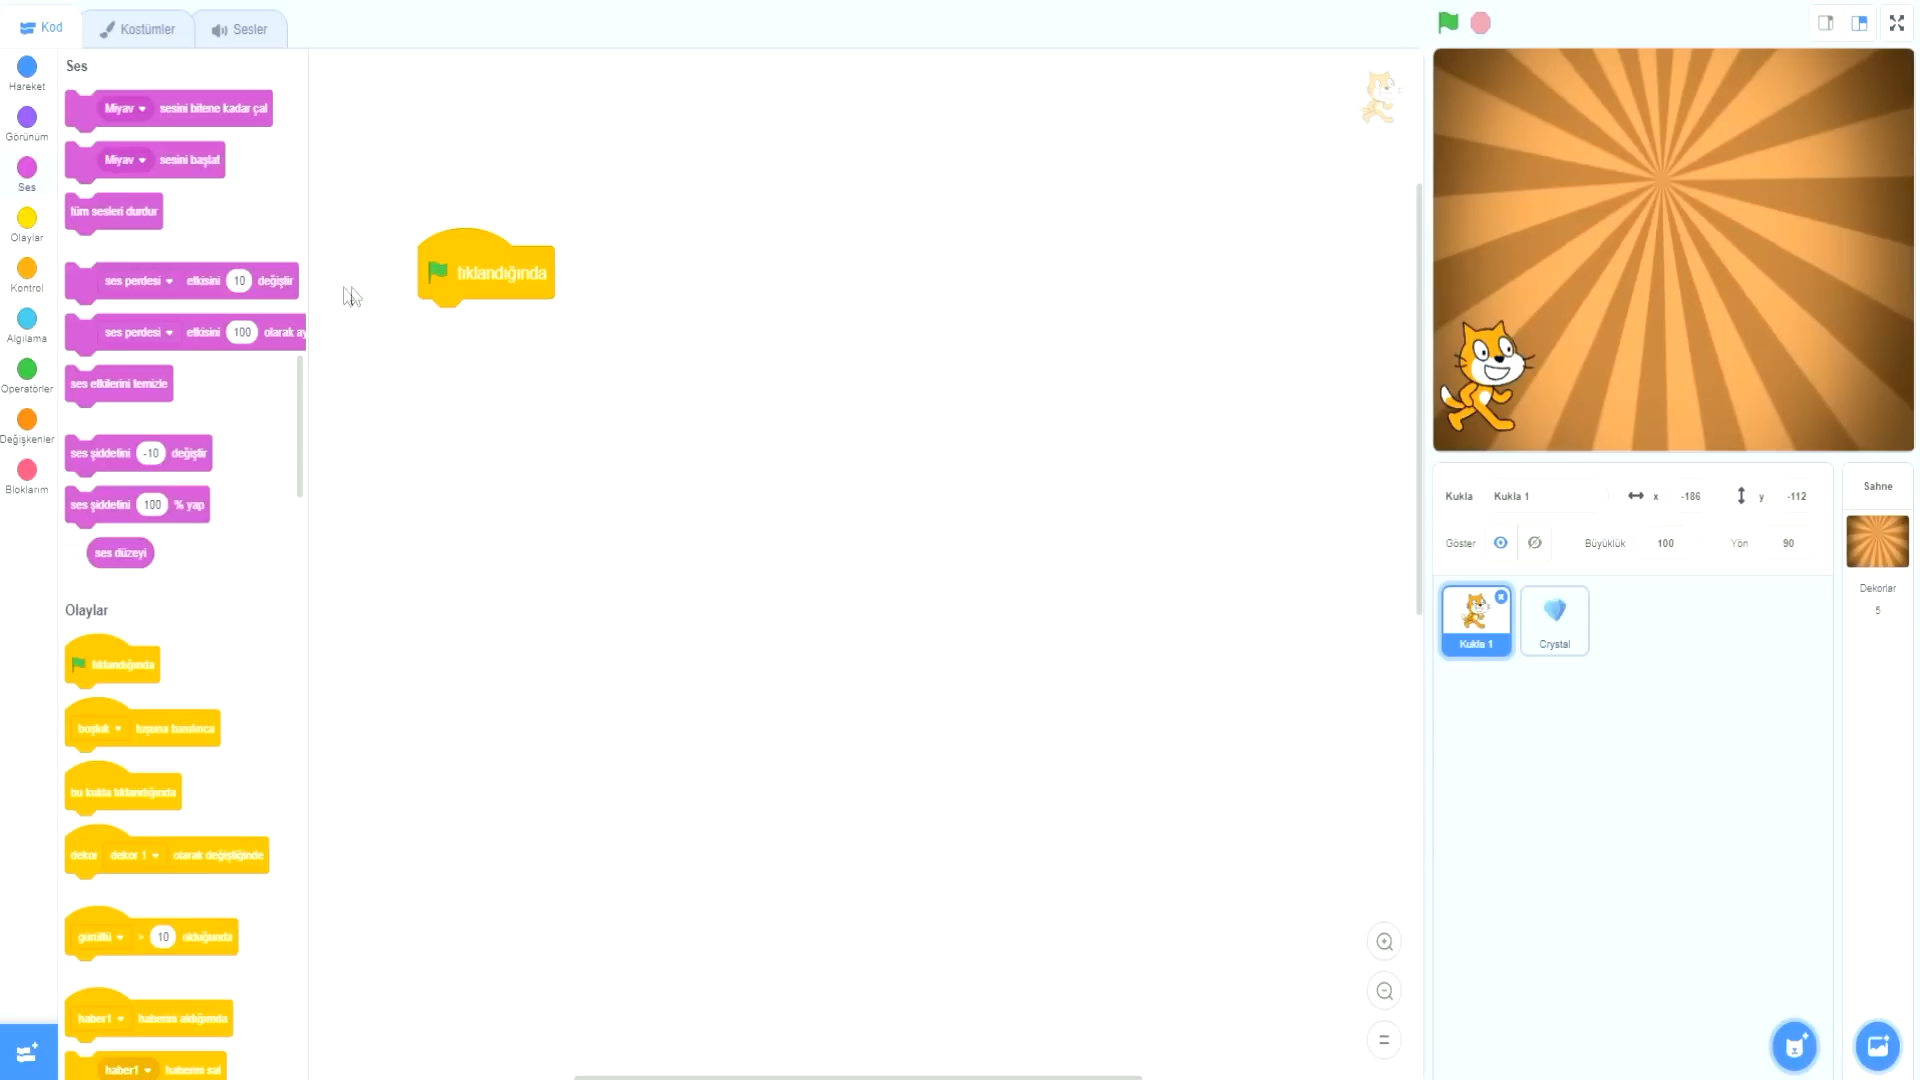 Kod
Kostümler
Sesler
Hareket
Görünüm
Ses
Olaylar
Kontrol
Algılama
Operatörler
Değişkenler
Bloklarım
Ses
Miyav sesini bitene kadar çal
Miyav sesini başlat
tüm sesleri durdur
ses perdesi etkisini 10 değiştir
ses perdesi etkisini 100 olarak ay
ses etkilerini temizle
ses şiddetini -10 değiştir
ses şiddetini 100 % yap
ses düzeyi
Olaylar
tıklandığında
boşluk tuşuna basılınca
bu kukla tıklandığında
dekor dekor 1 olarak değiştiğinde
gürültü > 10 olduğunda
haber1 haberini aldığımda
haber1 haberini sal
tıklandığında
Kukla Kukla 1 x -186 y -112
Göster Büyüklük 100 Yön 90
Kukla 1
Crystal
Sahne
Dekorlar
5